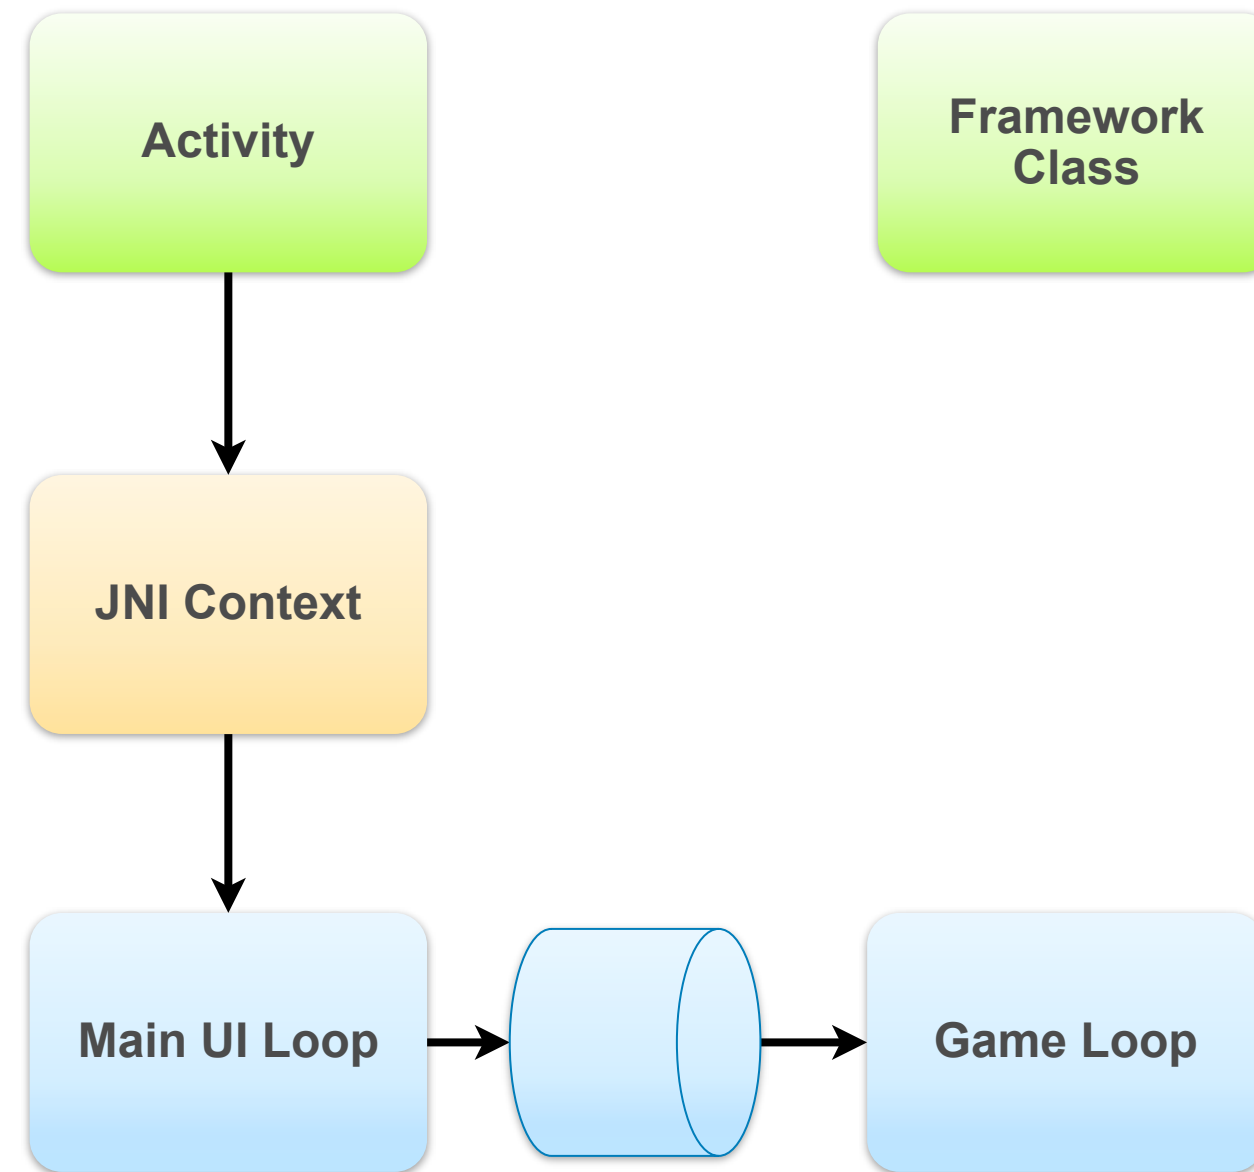 Activity
Framework
Class
JNI Context
Main UI Loop
Game Loop